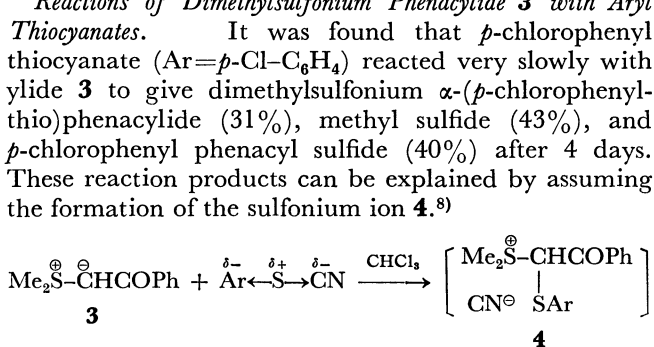 Reactions of Dimethylsulfonium Phenacylide 3 with Aryl
Thiocyanates. It was found that p-chlorophenyl
thiocyanate (Ar=p-Cl–C₆H₄) reacted very slowly with
ylide 3 to give dimethylsulfonium α-(p-chlorophenyl-
thio)phenacylide (31%), methyl sulfide (43%), and
p-chlorophenyl phenacyl sulfide (40%) after 4 days.
These reaction products can be explained by assuming
the formation of the sulfonium ion 4.⁸⁾
⊕ ⊖ δ− δ+ δ− CHCl₃ ⊕
Me₂S–CHCOPh + Ar←S→CN ⟶ [ Me₂S–CHCOPh
CN⊖ SAr ]
3 4